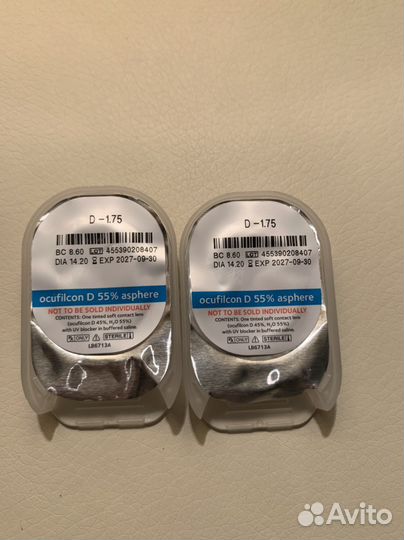 D -1.75
BC 8.60 LOT 455390208407
DIA 14.20 EXP 2027-09-30
ocufilcon D 55% asphere
NOT TO BE SOLD INDIVIDUALLY
CONTENTS: One tinted soft contact lens
(ocufilcon D 45%, H₂O 55%)
with UV blocker in buffered saline.
℞ ONLY STERILE
LB6713A
D -1.75
BC 8.60 LOT 455390208407
DIA 14.20 EXP 2027-09-30
ocufilcon D 55% asphere
NOT TO BE SOLD INDIVIDUALLY
CONTENTS: One tinted soft contact lens
(ocufilcon D 45%, H₂O 55%)
with UV blocker in buffered saline.
℞ ONLY STERILE
LB6713A
Avito